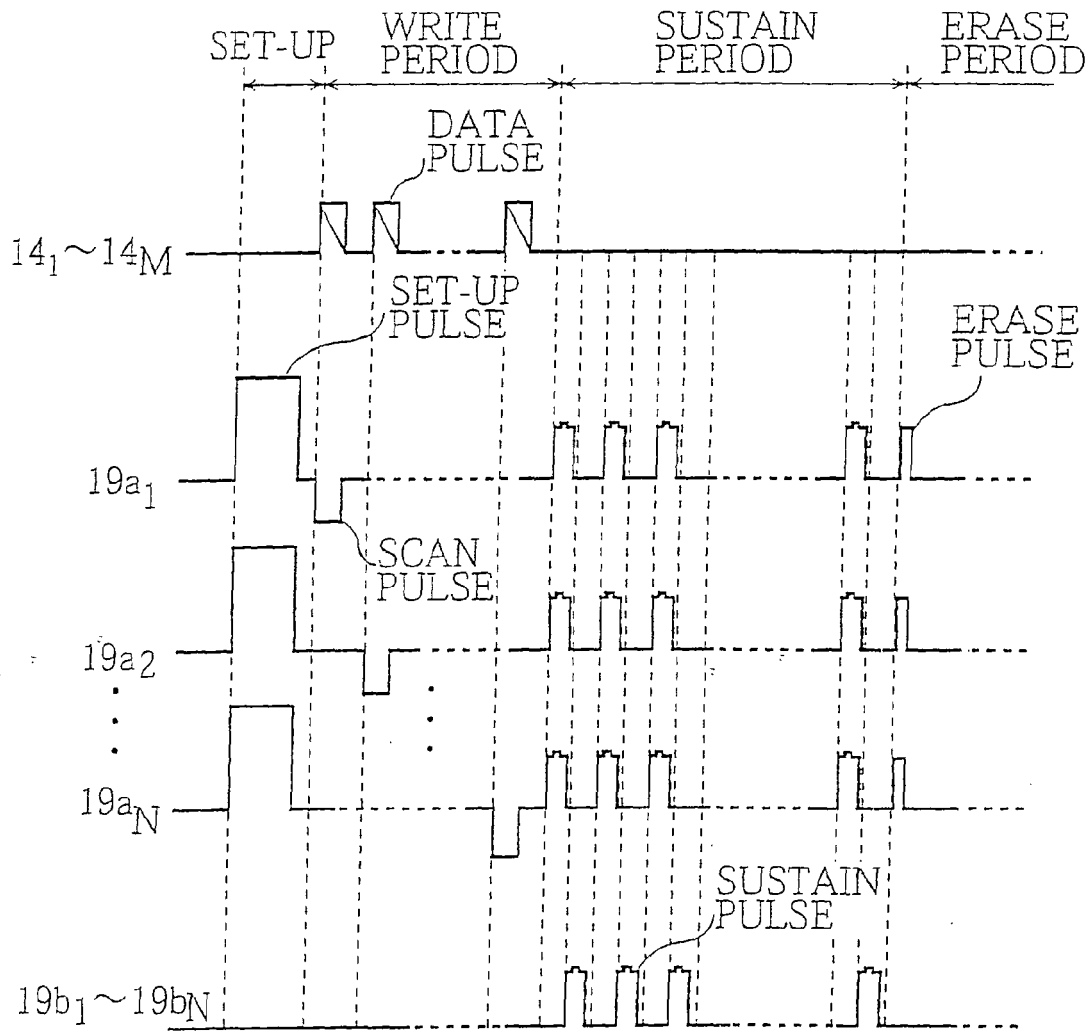 SET-UP
WRITE
PERIOD
SUSTAIN
PERIOD
ERASE
PERIOD
DATA
PULSE
14₁~14M
SET-UP
PULSE
ERASE
PULSE
19a₁
SCAN
PULSE
19a₂
19aN
SUSTAIN
PULSE
19b₁~19bN